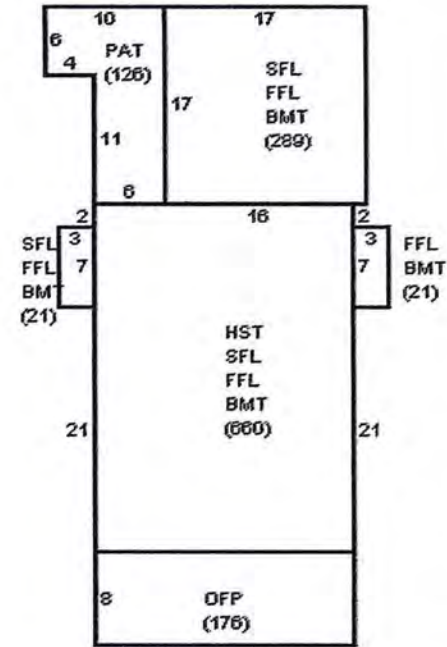 10
17
6
PAT
(126)
4
SFL
FFL
BMT
(289)
17
11
6
16
2
2
3
7
SFL
FFL
BMT
(21)
3
7
FFL
BMT
(21)
HST
SFL
FFL
BMT
(660)
21
21
8
OFP
(176)